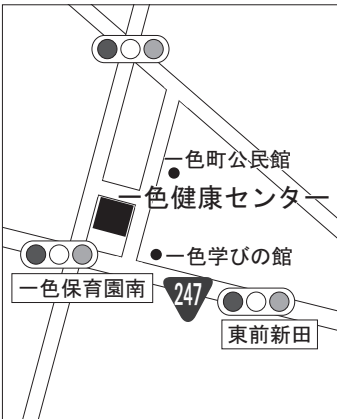 一色町公民館
一色健康センター
一色学びの館
一色保育園南
247
東前新田